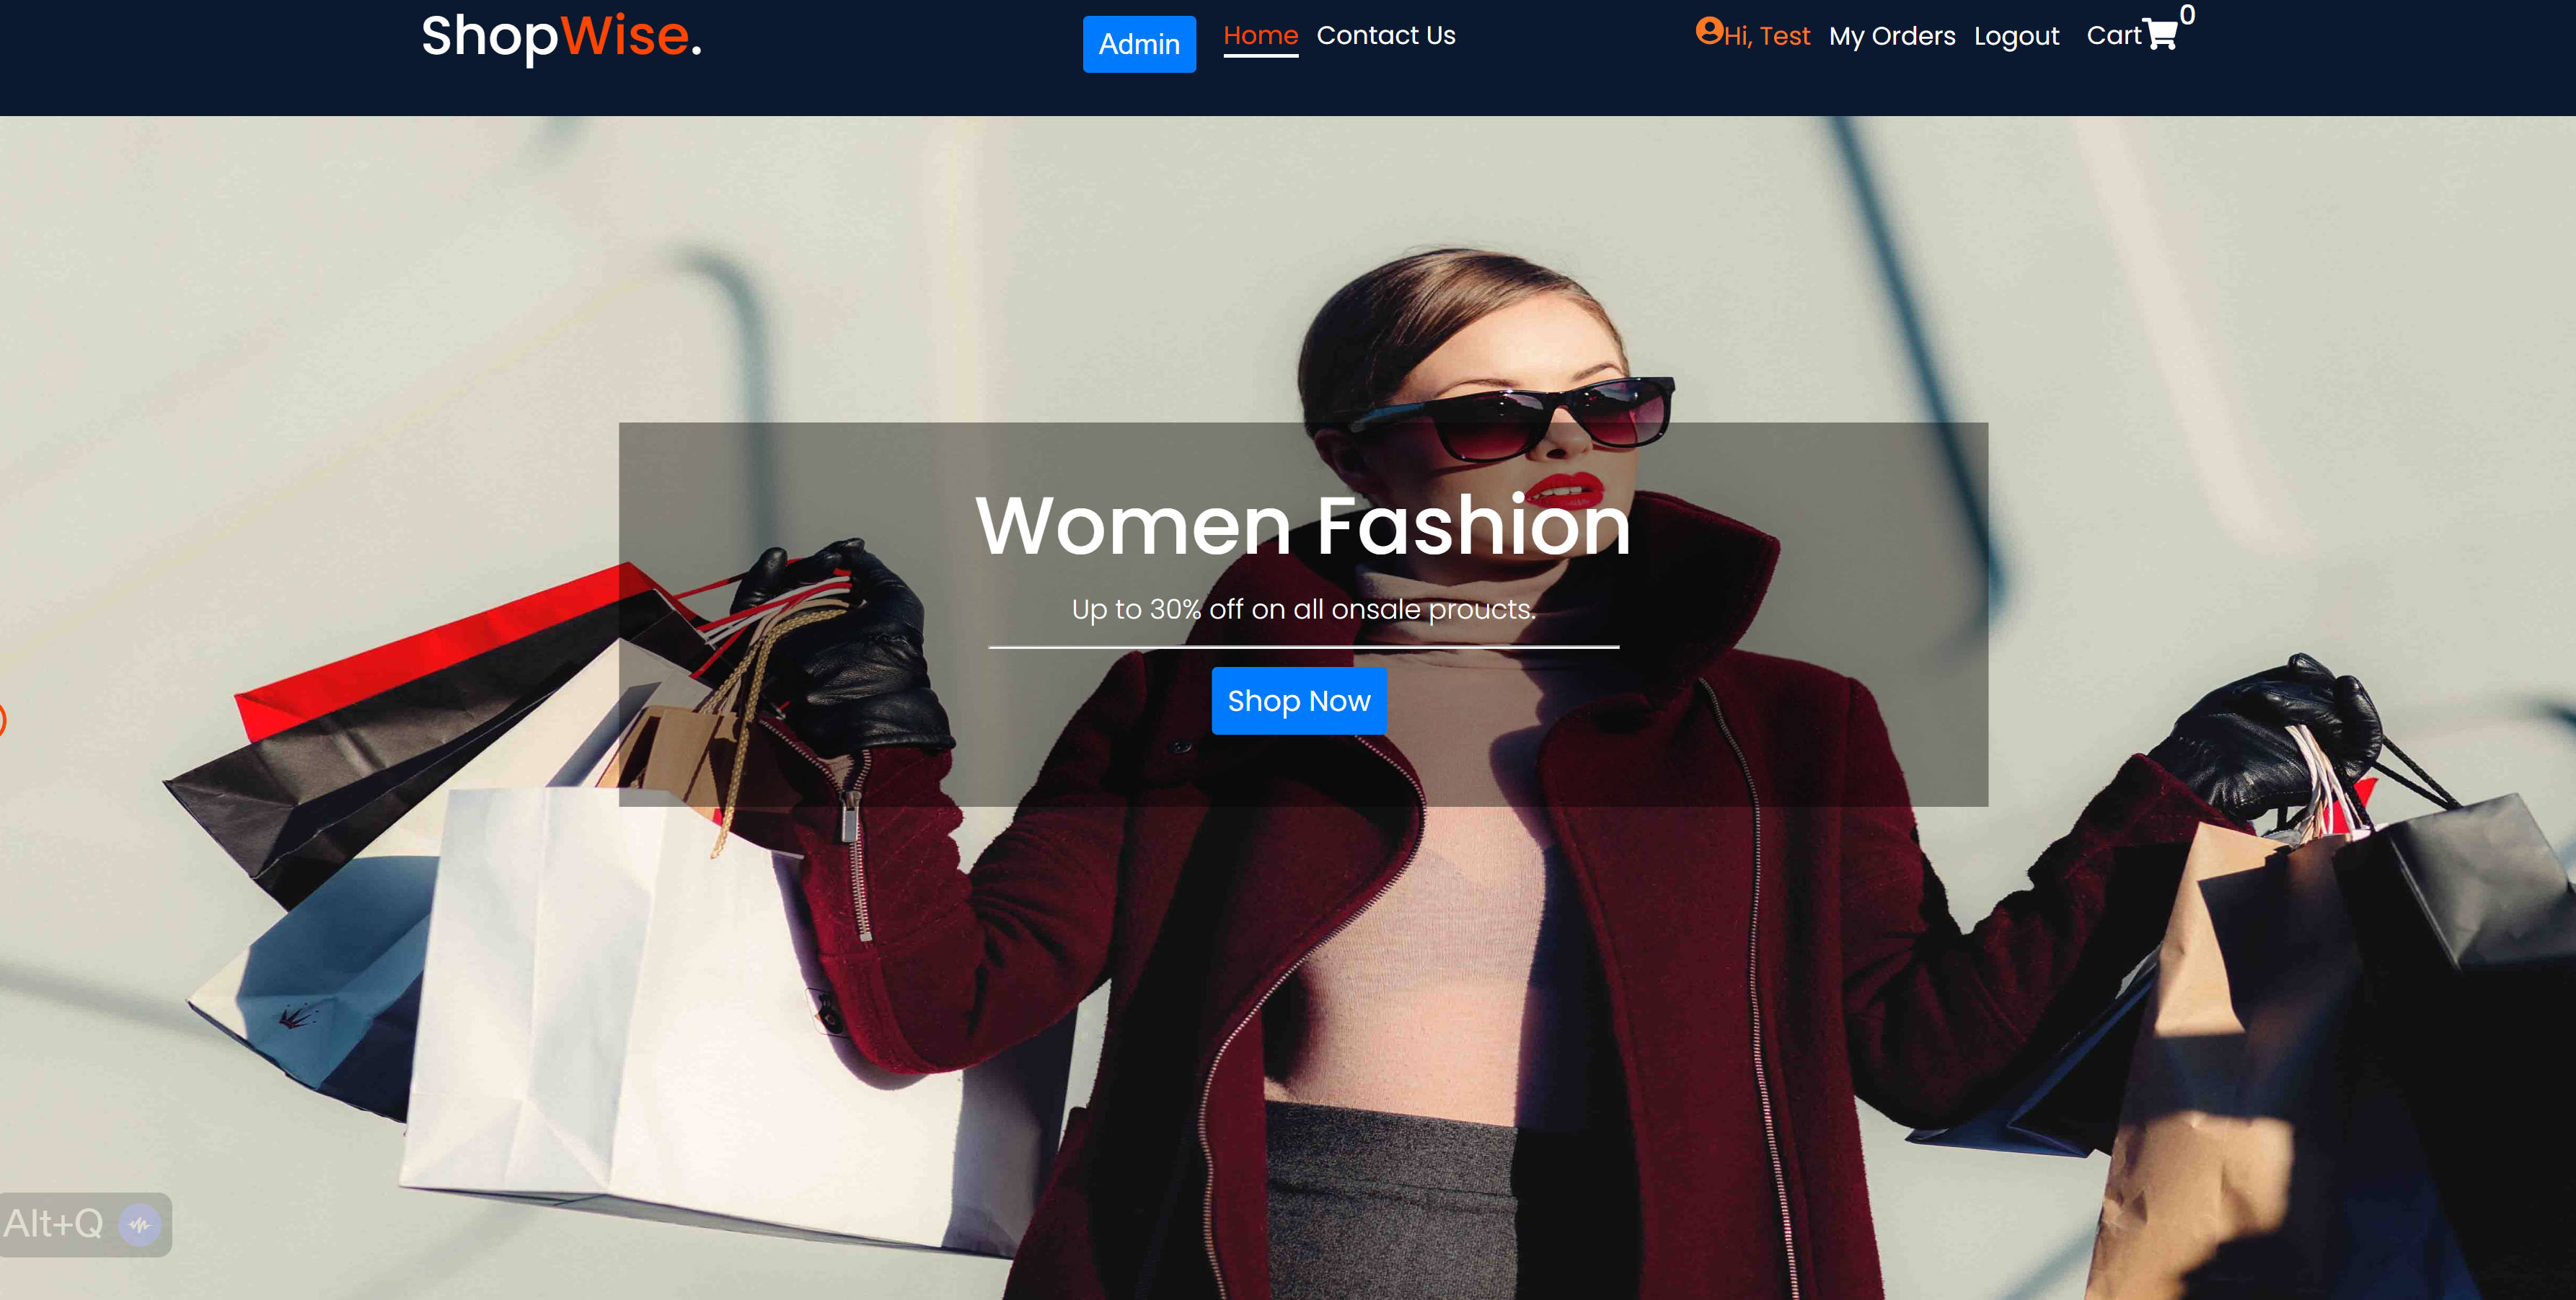 ShopWise.
Admin Home Contact Us
Hi, Test My Orders Logout Cart 0
Women Fashion
Up to 30% off on all onsale proucts.
Shop Now
Alt+Q